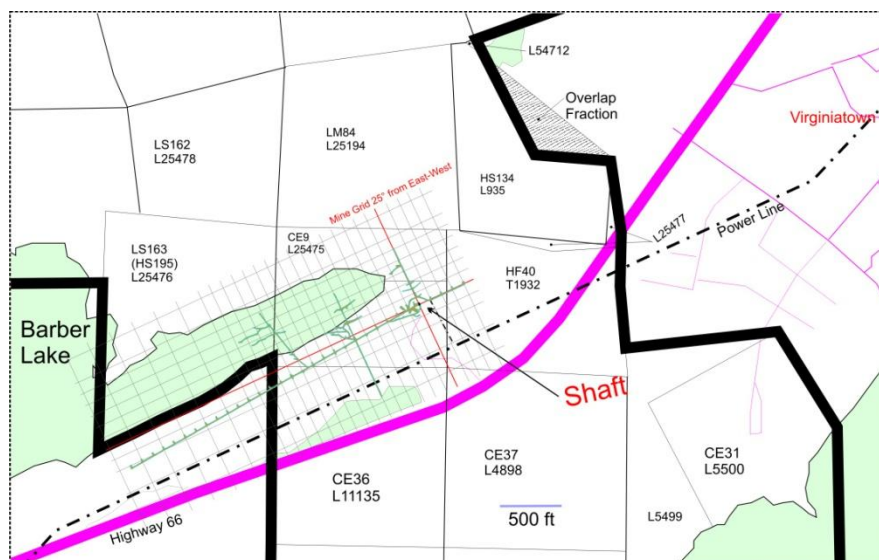 L54712
Overlap
Fraction
Virginiatown
LS162
L25478
LM84
L25194
HS134
L935
Mine Grid 25° from East-West
L25477
Power Line
LS163
(HS195)
L25476
CE9
L25475
HF40
T1932
Barber
Lake
Shaft
CE36
L11135
CE37
L4898
CE31
L5500
500 ft
L5499
Highway 66